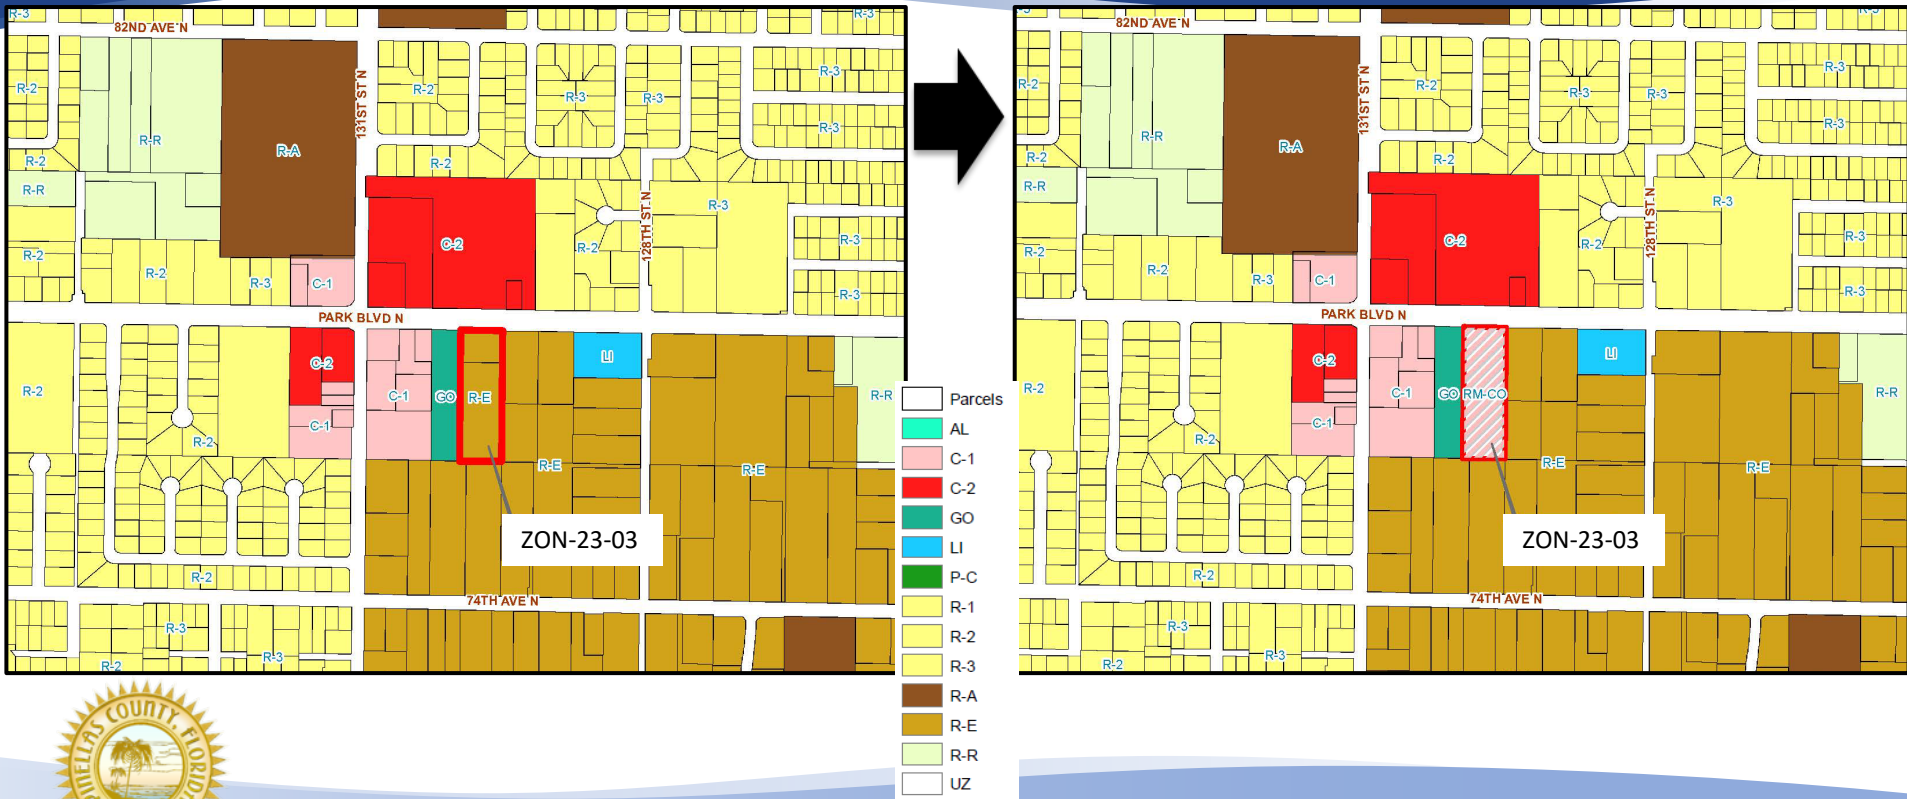 R-3
R-3
82ND AVE N
R-2
R-2
R-3
R-3
R-3
131ST ST N
R-R
R-A
R-3
R-2
R-2
R-R
R-3
128TH ST N
C-2
R-2
R-3
R-2
R-2
R-3
C-1
R-3
PARK BLVD N
C-2
LI
R-2
C-1
GO
R-E
R-R
C-1
R-2
R-E
R-E
ZON-23-03
R-2
74TH AVE N
R-3
R-2
R-3
Parcels
AL
C-1
C-2
GO
LI
P-C
R-1
R-2
R-3
R-A
R-E
R-R
UZ
82ND AVE N
R-2
R-2
R-3
R-3
R-3
131ST ST N
R-R
R-A
R-3
R-2
R-2
R-R
R-3
128TH ST N
C-2
R-2
R-3
R-2
R-2
R-3
C-1
R-3
PARK BLVD N
C-2
LI
R-2
C-1
GO
RM-CO
R-R
C-1
R-2
R-E
R-E
ZON-23-03
R-2
74TH AVE N
R-3
R-2
R-3
PINELLAS COUNTY, FLORIDA